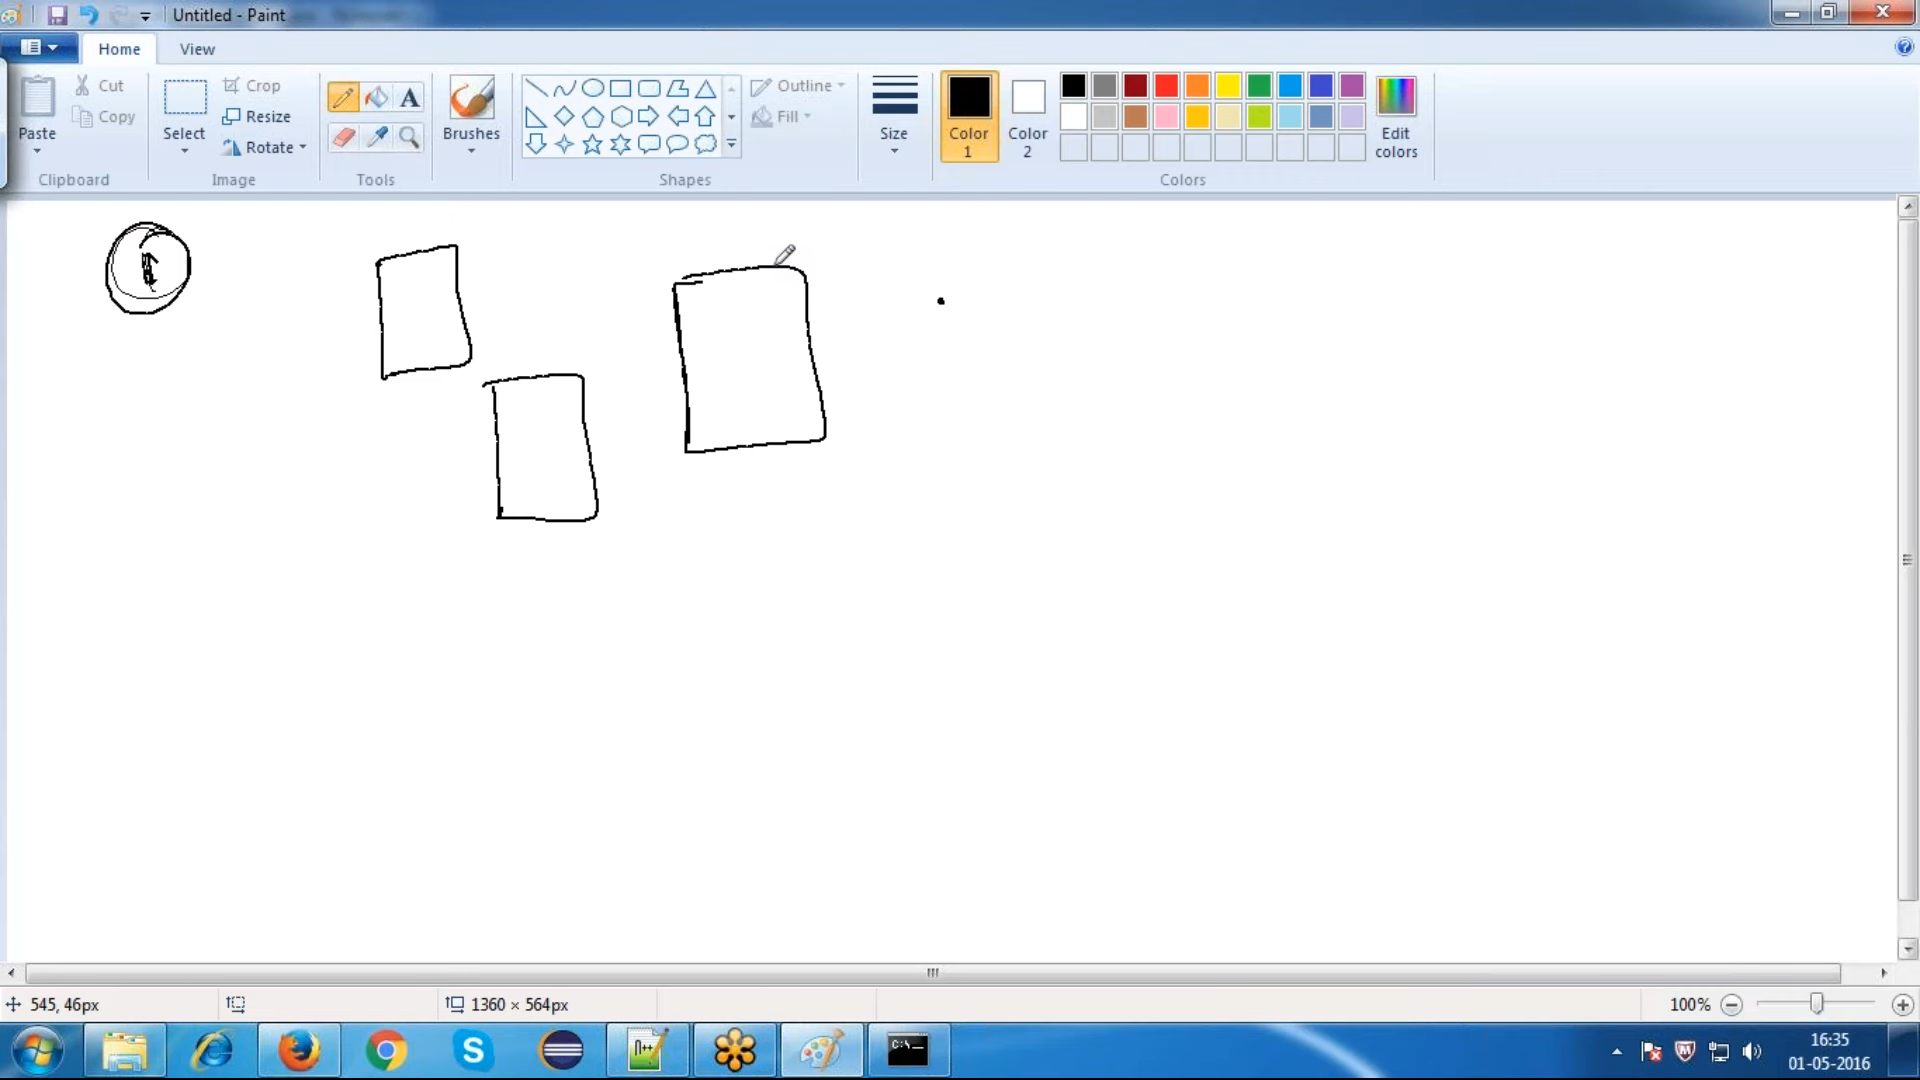 Untitled - Paint
Home View
Paste Cut Copy Clipboard
Select Crop Resize Rotate Image
A Tools
Brushes
Shapes
Outline Fill
Size
Color 1 Color 2
Edit colors
Colors
545, 46px
1360 × 564px
100%
C:\_
16:35
01-05-2016